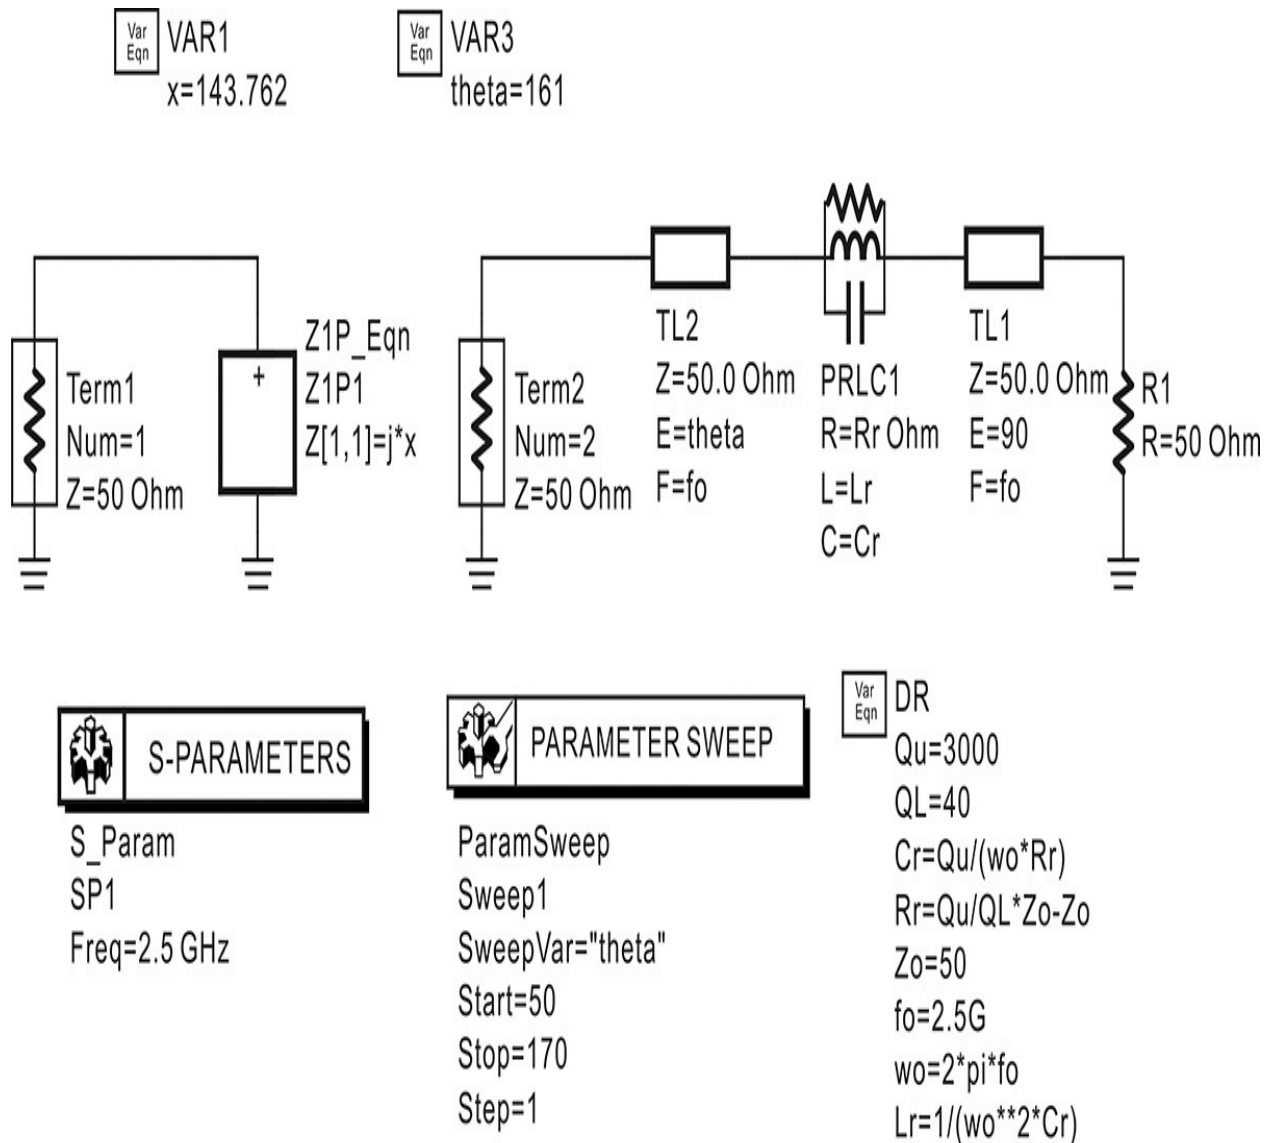 Var
Eqn
VAR1
x=143.762
Var
Eqn
VAR3
theta=161
Term1
Num=1
Z=50 Ohm
+
Z1P_Eqn
Z1P1
Z[1,1]=j*x
Term2
Num=2
Z=50 Ohm
TL2
Z=50.0 Ohm
E=theta
F=fo
PRLC1
R=Rr Ohm
L=Lr
C=Cr
TL1
Z=50.0 Ohm
E=90
F=fo
R1
R=50 Ohm
S-PARAMETERS
S_Param
SP1
Freq=2.5 GHz
PARAMETER SWEEP
ParamSweep
Sweep1
SweepVar="theta"
Start=50
Stop=170
Step=1
Var
Eqn
DR
Qu=3000
QL=40
Cr=Qu/(wo*Rr)
Rr=Qu/QL*Zo-Zo
Zo=50
fo=2.5G
wo=2*pi*fo
Lr=1/(wo**2*Cr)